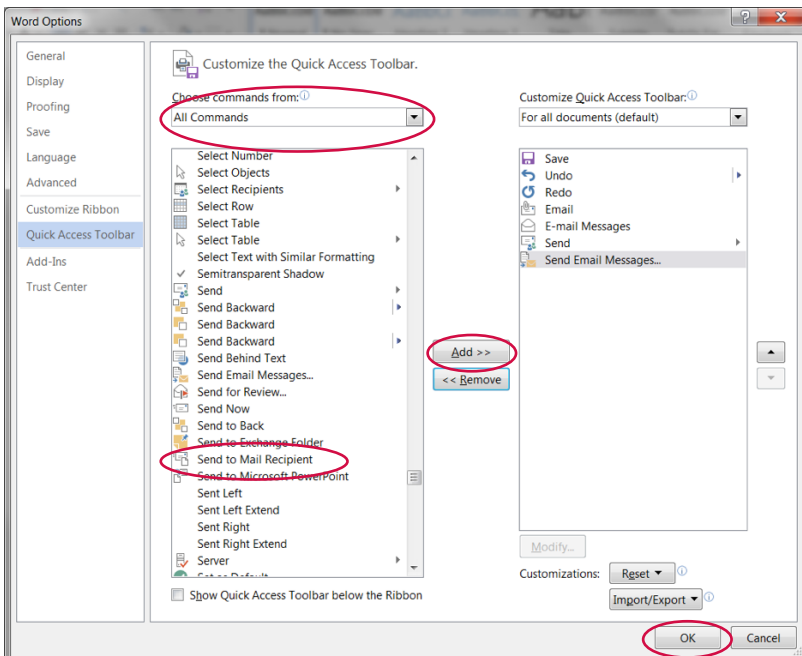 Word Options
General
Display
Proofing
Save
Language
Advanced
Customize Ribbon
Quick Access Toolbar
Add-Ins
Trust Center
Customize the Quick Access Toolbar.
Choose commands from:
All Commands
Select Number
Select Objects
Select Recipients
Select Row
Select Table
Select Table
Select Text with Similar Formatting
Semitransparent Shadow
Send
Send Backward
Send Backward
Send Backward
Send Behind Text
Send Email Messages...
Send for Review...
Send Now
Send to Back
Send to Exchange Folder
Send to Mail Recipient
Send to Microsoft PowerPoint
Sent Left
Sent Left Extend
Sent Right
Sent Right Extend
Server
Set as Default
Show Quick Access Toolbar below the Ribbon
Add >>
<< Remove
Customize Quick Access Toolbar:
For all documents (default)
Save
Undo
Redo
Email
E-mail Messages
Send
Send Email Messages...
Modify...
Customizations: Reset
Import/Export
OK Cancel